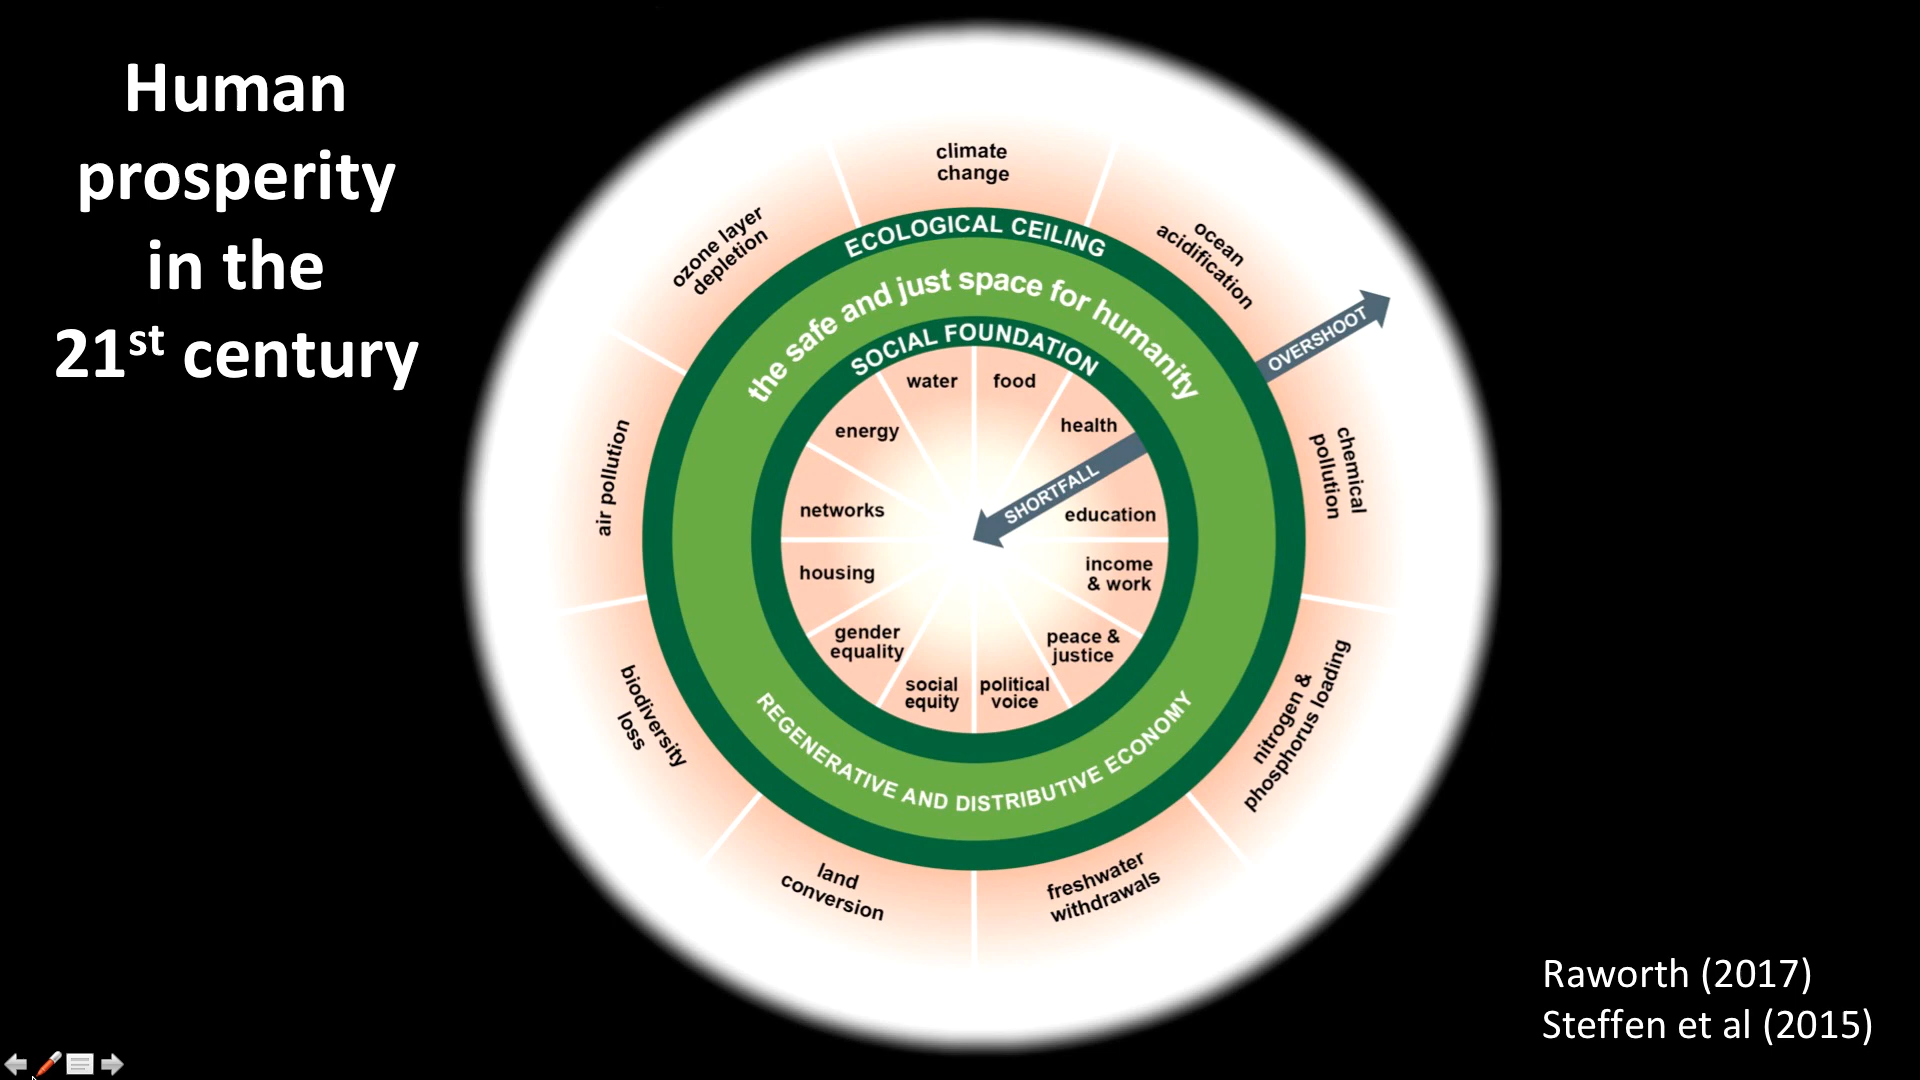 Human
prosperity
in the
21st century
climate
change
ocean
acidification
chemical
pollution
nitrogen &
phosphorus loading
freshwater
withdrawals
land
conversion
biodiversity
loss
air pollution
ozone layer
depletion
ECOLOGICAL CEILING
the safe and just space for humanity
SOCIAL FOUNDATION
OVERSHOOT
water
food
health
SHORTFALL
education
income
& work
peace &
justice
political
voice
social
equity
gender
equality
housing
networks
energy
REGENERATIVE AND DISTRIBUTIVE ECONOMY
Raworth (2017)
Steffen et al (2015)